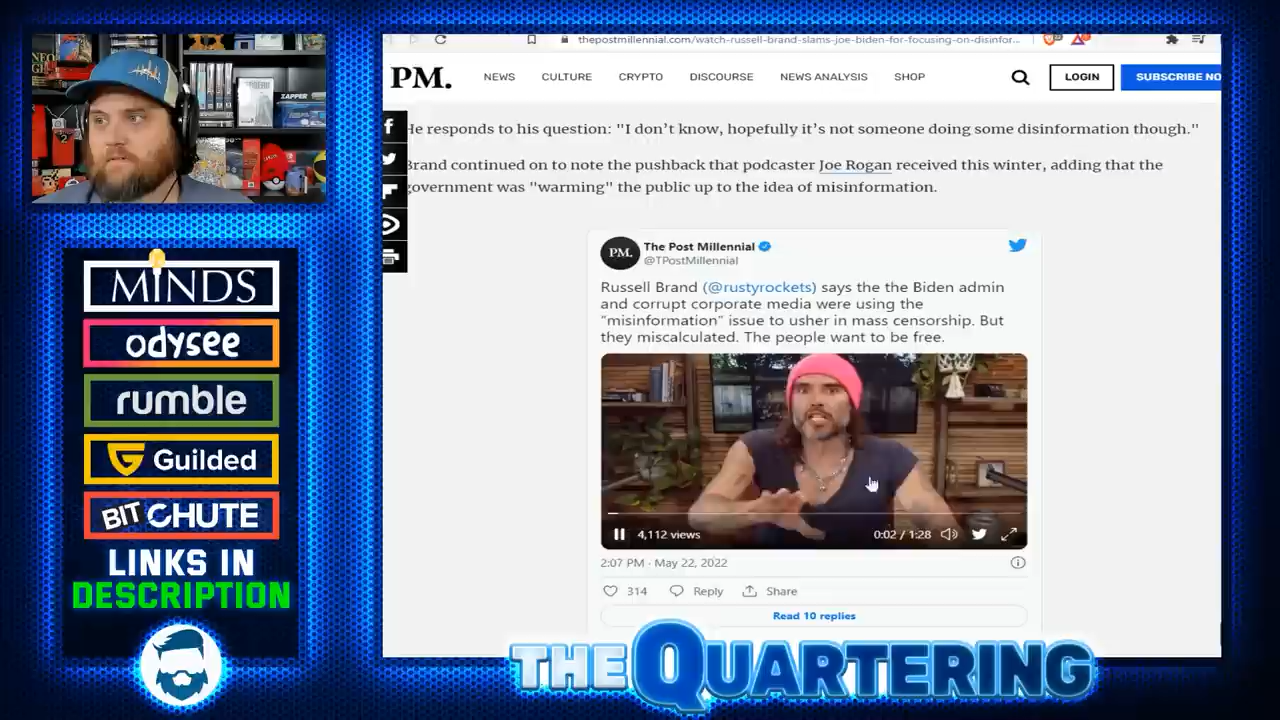 ZAPPER
MINDS
odysee
rumble
Guilded
BIT CHUTE
LINKS IN
DESCRIPTION
thepostmillennial.com/watch-russell-brand-slams-joe-biden-for-focusing-on-disinfor...
PM.
NEWS
CULTURE
CRYPTO
DISCOURSE
NEWS ANALYSIS
SHOP
LOGIN
SUBSCRIBE NO
He responds to his question: "I don't know, hopefully it's not someone doing some disinformation though."
Brand continued on to note the pushback that podcaster Joe Rogan received this winter, adding that the
government was "warming" the public up to the idea of misinformation.
PM.
The Post Millennial
@TPostMillennial
Russell Brand (@rustyrockets) says the the Biden admin
and corrupt corporate media were using the
"misinformation" issue to usher in mass censorship. But
they miscalculated. The people want to be free.
4,112 views
0:02 / 1:28
2:07 PM · May 22, 2022
314
Reply
Share
Read 10 replies
THE QUARTERING